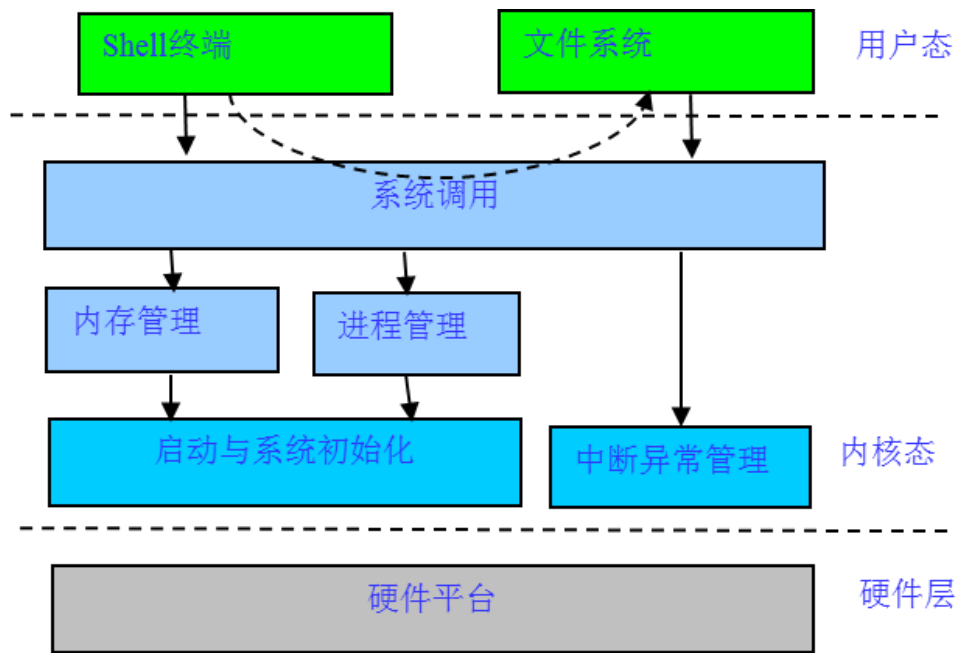 Shell终端
文件系统
用户态
系统调用
内存管理
进程管理
启动与系统初始化
中断异常管理
内核态
硬件平台
硬件层